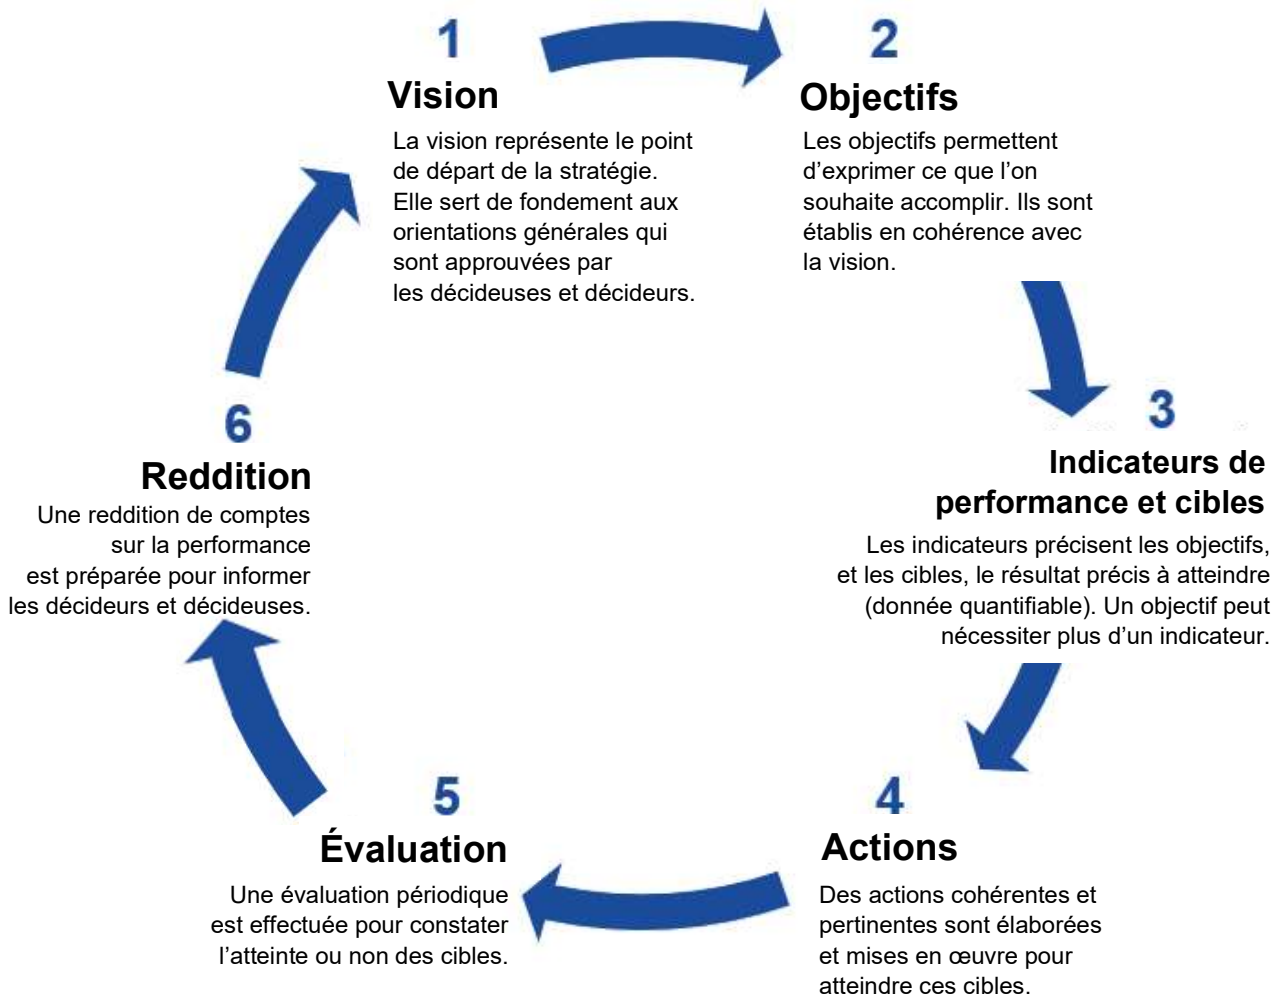 1
Vision
La vision représente le point
de départ de la stratégie.
Elle sert de fondement aux
orientations générales qui
sont approuvées par
les décideuses et décideurs.
2
Objectifs
Les objectifs permettent
d’exprimer ce que l’on
souhaite accomplir. Ils sont
établis en cohérence avec
la vision.
3
Indicateurs de
performance et cibles
Les indicateurs précisent les objectifs,
et les cibles, le résultat précis à atteindre
(donnée quantifiable). Un objectif peut
nécessiter plus d’un indicateur.
4
Actions
Des actions cohérentes et
pertinentes sont élaborées
et mises en œuvre pour
atteindre ces cibles.
5
Évaluation
Une évaluation périodique
est effectuée pour constater
l’atteinte ou non des cibles.
6
Reddition
Une reddition de comptes
sur la performance
est préparée pour informer
les décideurs et décideuses.